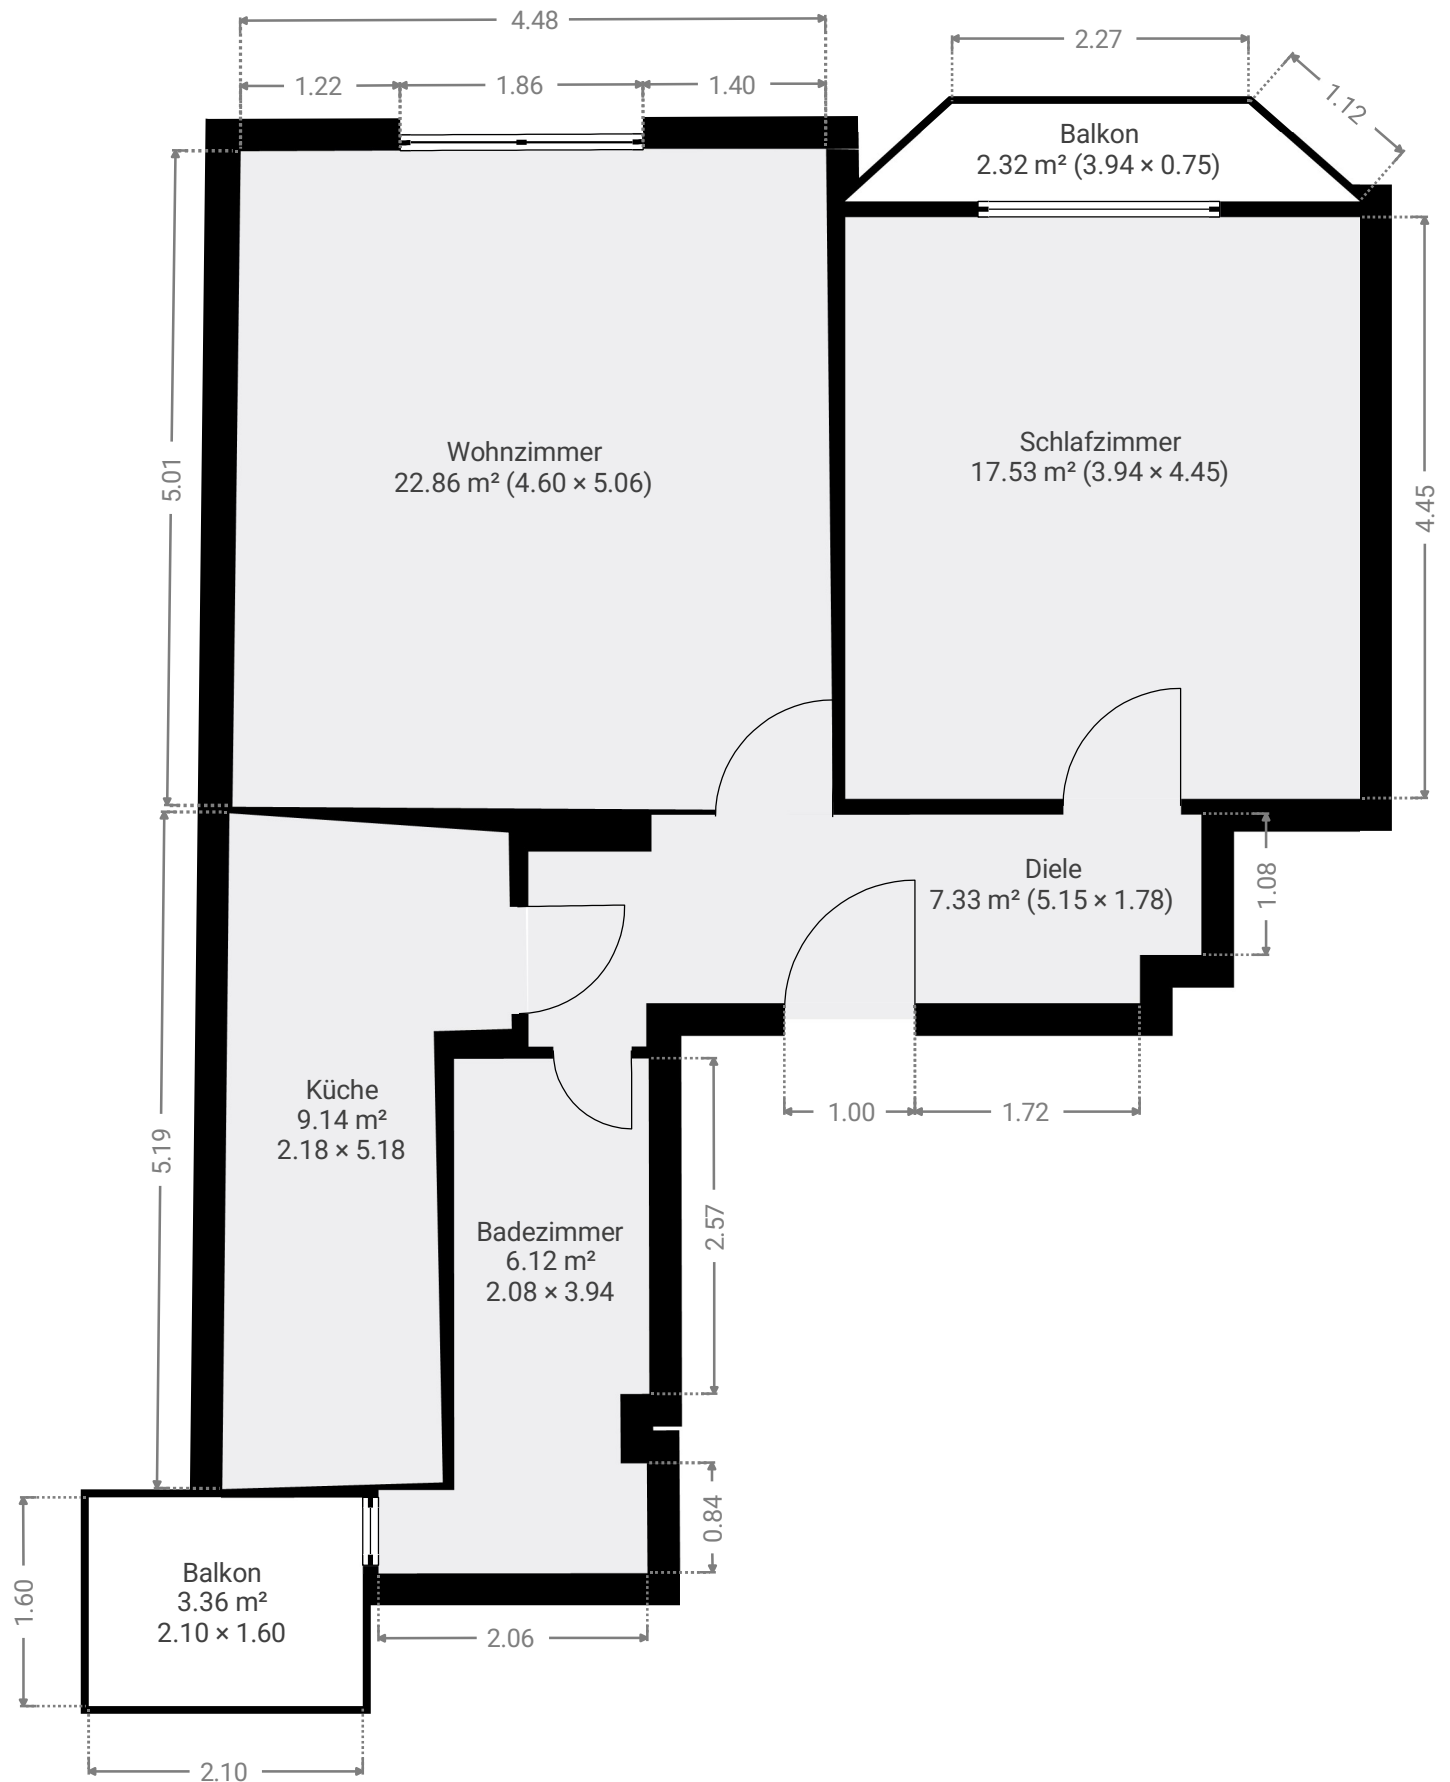 4.48
2.27
1.22
1.86
1.40
1.12
Balkon
2.32 m² (3.94 × 0.75)
Wohnzimmer
22.86 m² (4.60 × 5.06)
Schlafzimmer
17.53 m² (3.94 × 4.45)
5.01
4.45
Diele
7.33 m² (5.15 × 1.78)
1.08
Küche
9.14 m²
2.18 × 5.18
1.00
1.72
5.19
Badezimmer
6.12 m²
2.08 × 3.94
2.57
0.84
Balkon
3.36 m²
2.10 × 1.60
1.60
2.06
2.10